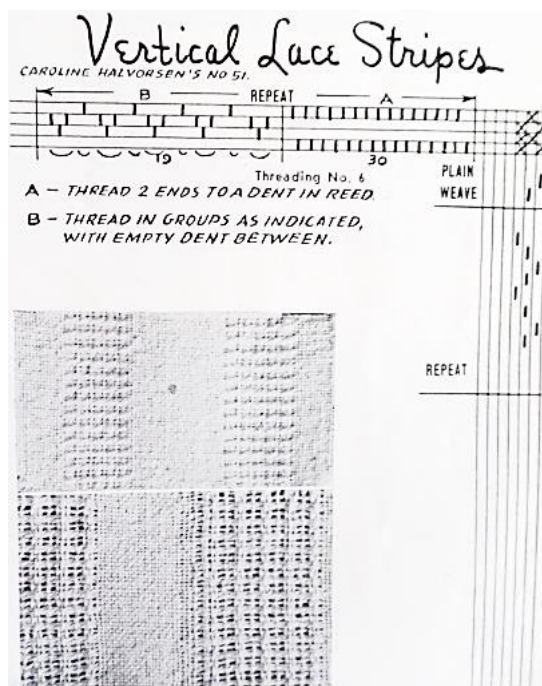 Vertical Lace Stripes
CAROLINE HALVORSEN'S NO 51.
B REPEAT A
19 30
Threading No. 6
A – THREAD 2 ENDS TO A DENT IN REED.
B – THREAD IN GROUPS AS INDICATED,
WITH EMPTY DENT BETWEEN.
PLAIN
WEAVE
REPEAT